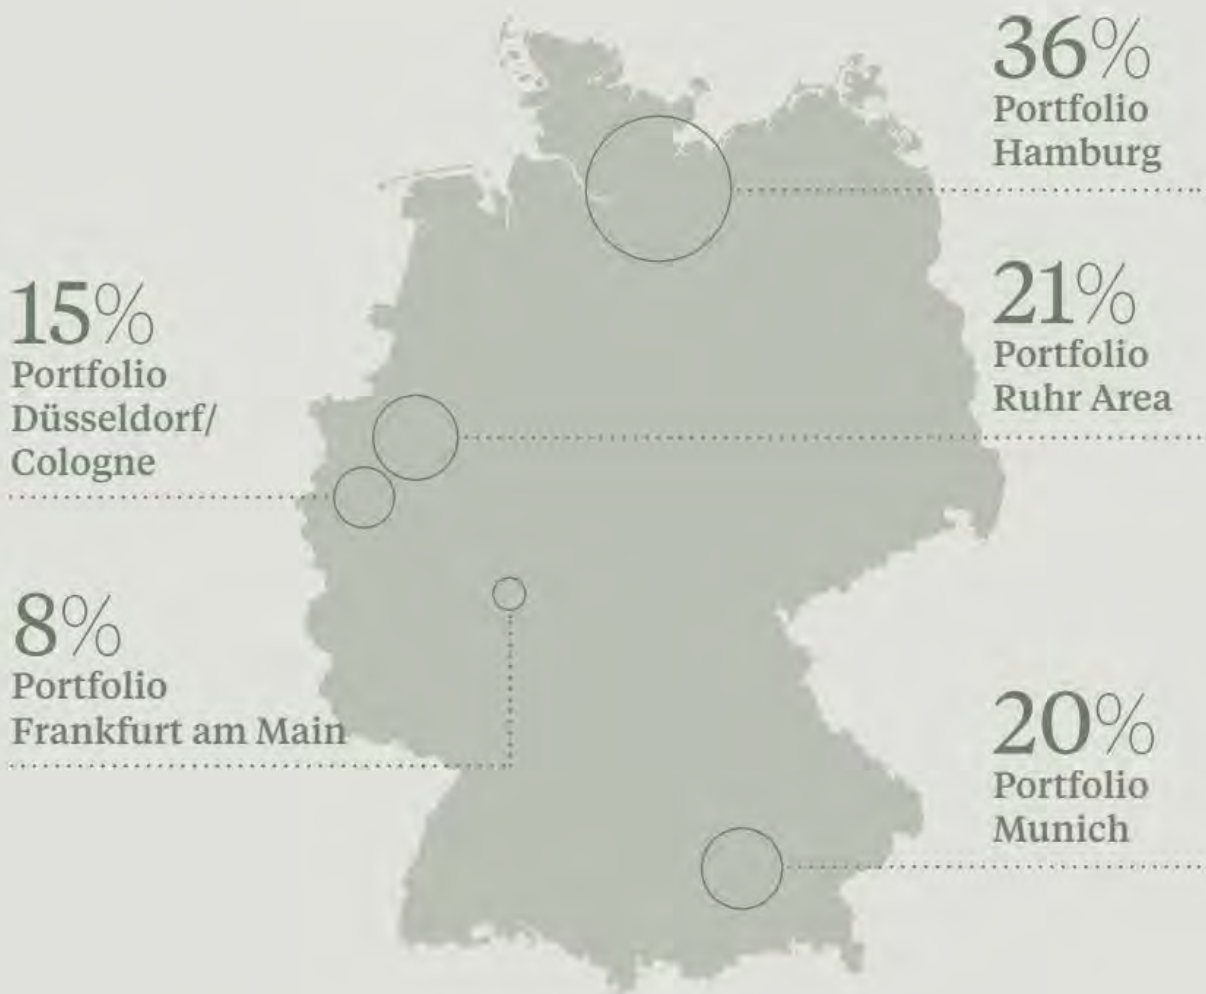 36%
Portfolio
Hamburg
15%
Portfolio
Düsseldorf/
Cologne
21%
Portfolio
Ruhr Area
8%
Portfolio
Frankfurt am Main
20%
Portfolio
Munich